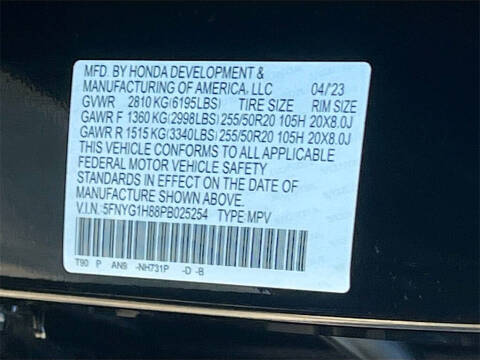 MFD. BY HONDA DEVELOPMENT &
MANUFACTURING OF AMERICA, LLC 04/23
GVWR 2810 KG(6195LBS) TIRE SIZE RIM SIZE
GAWR F 1360 KG(2998LBS) 255/50R20 105H 20X8.0J
GAWR R 1515 KG(3340LBS) 255/50R20 105H 20X8.0J
THIS VEHICLE CONFORMS TO ALL APPLICABLE
FEDERAL MOTOR VEHICLE SAFETY
STANDARDS IN EFFECT ON THE DATE OF
MANUFACTURE SHOWN ABOVE.
V.I.N. 5FNYG1H88PB025254 TYPE MPV
T90 P AN9 -NH731P -D -B